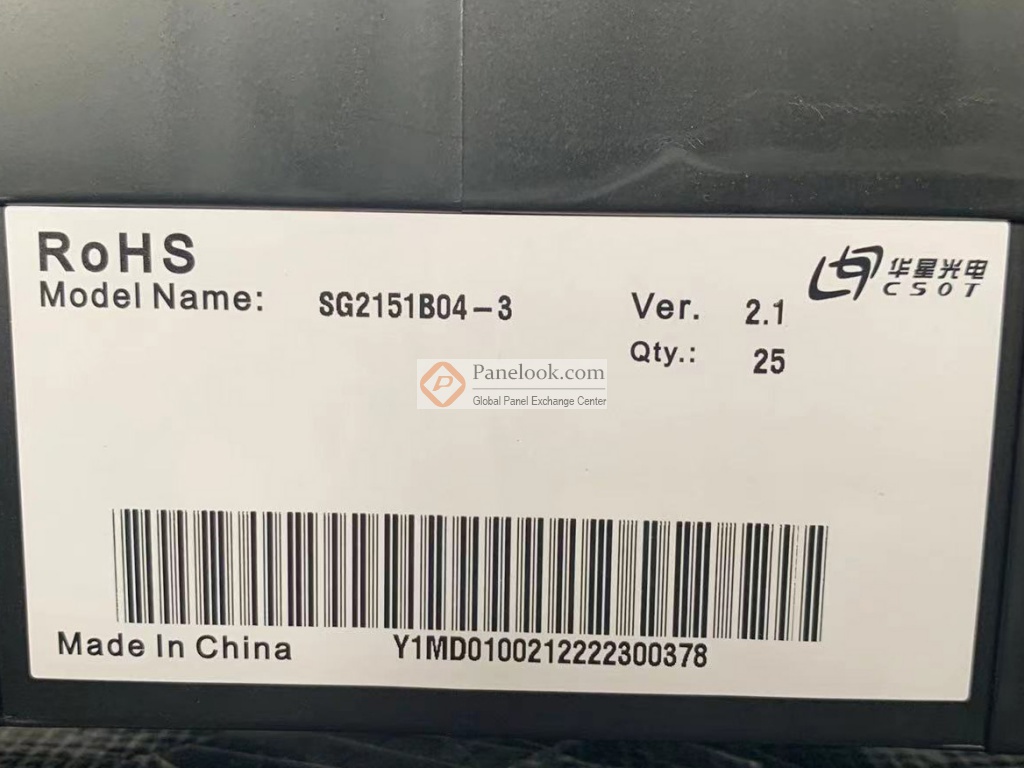 RoHS
华星光电
CSOT
Model Name: SG2151B04-3 Ver. 2.1
Qty.: 25
Panelook.com
Global Panel Exchange Center
Made In China Y1MD0100212222300378